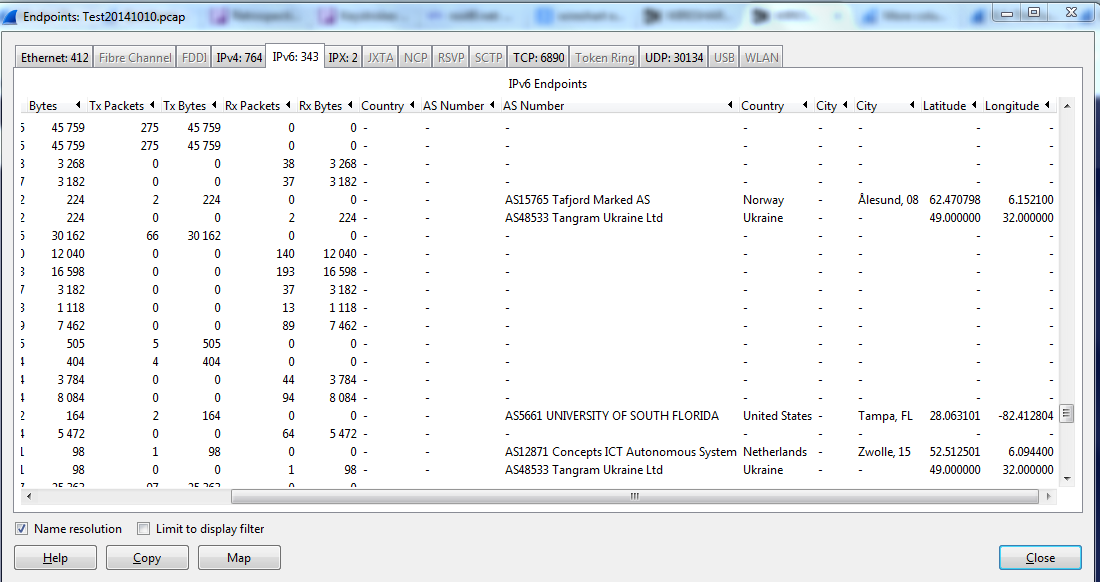 Endpoints: Test20141010.pcap
Ethernet: 412 Fibre Channel FDDI IPv4: 764 IPv6: 343 IPX: 2 JXTA NCP RSVP SCTP TCP: 6890 Token Ring UDP: 30134 USB WLAN
IPv6 Endpoints
Bytes Tx Packets Tx Bytes Rx Packets Rx Bytes Country AS Number AS Number Country City City Latitude Longitude
45 759 275 45 759 0 0 - - - - - - - -
45 759 275 45 759 0 0 - - - - - - - -
3 268 0 0 38 3 268 - - - - - - - -
3 182 0 0 37 3 182 - - - - - - - -
224 2 224 0 0 - - AS15765 Tafjord Marked AS Norway - Ålesund, 08 62.470798 6.152100
224 0 0 2 224 - - AS48533 Tangram Ukraine Ltd Ukraine - - 49.000000 32.000000
30 162 66 30 162 0 0 - - - - - - - -
12 040 0 0 140 12 040 - - - - - - - -
16 598 0 0 193 16 598 - - - - - - - -
3 182 0 0 37 3 182 - - - - - - - -
1 118 0 0 13 1 118 - - - - - - - -
7 462 0 0 89 7 462 - - - - - - - -
505 5 505 0 0 - - - - - - - -
404 4 404 0 0 - - - - - - - -
3 784 0 0 44 3 784 - - - - - - - -
8 084 0 0 94 8 084 - - - - - - - -
164 2 164 0 0 - - AS5661 UNIVERSITY OF SOUTH FLORIDA United States - Tampa, FL 28.063101 -82.412804
5 472 0 0 64 5 472 - - - - - - - -
98 1 98 0 0 - - AS12871 Concepts ICT Autonomous System Netherlands - Zwolle, 15 52.512501 6.094400
98 0 0 1 98 - - AS48533 Tangram Ukraine Ltd Ukraine - - 49.000000 32.000000
Name resolution Limit to display filter
Help Copy Map Close